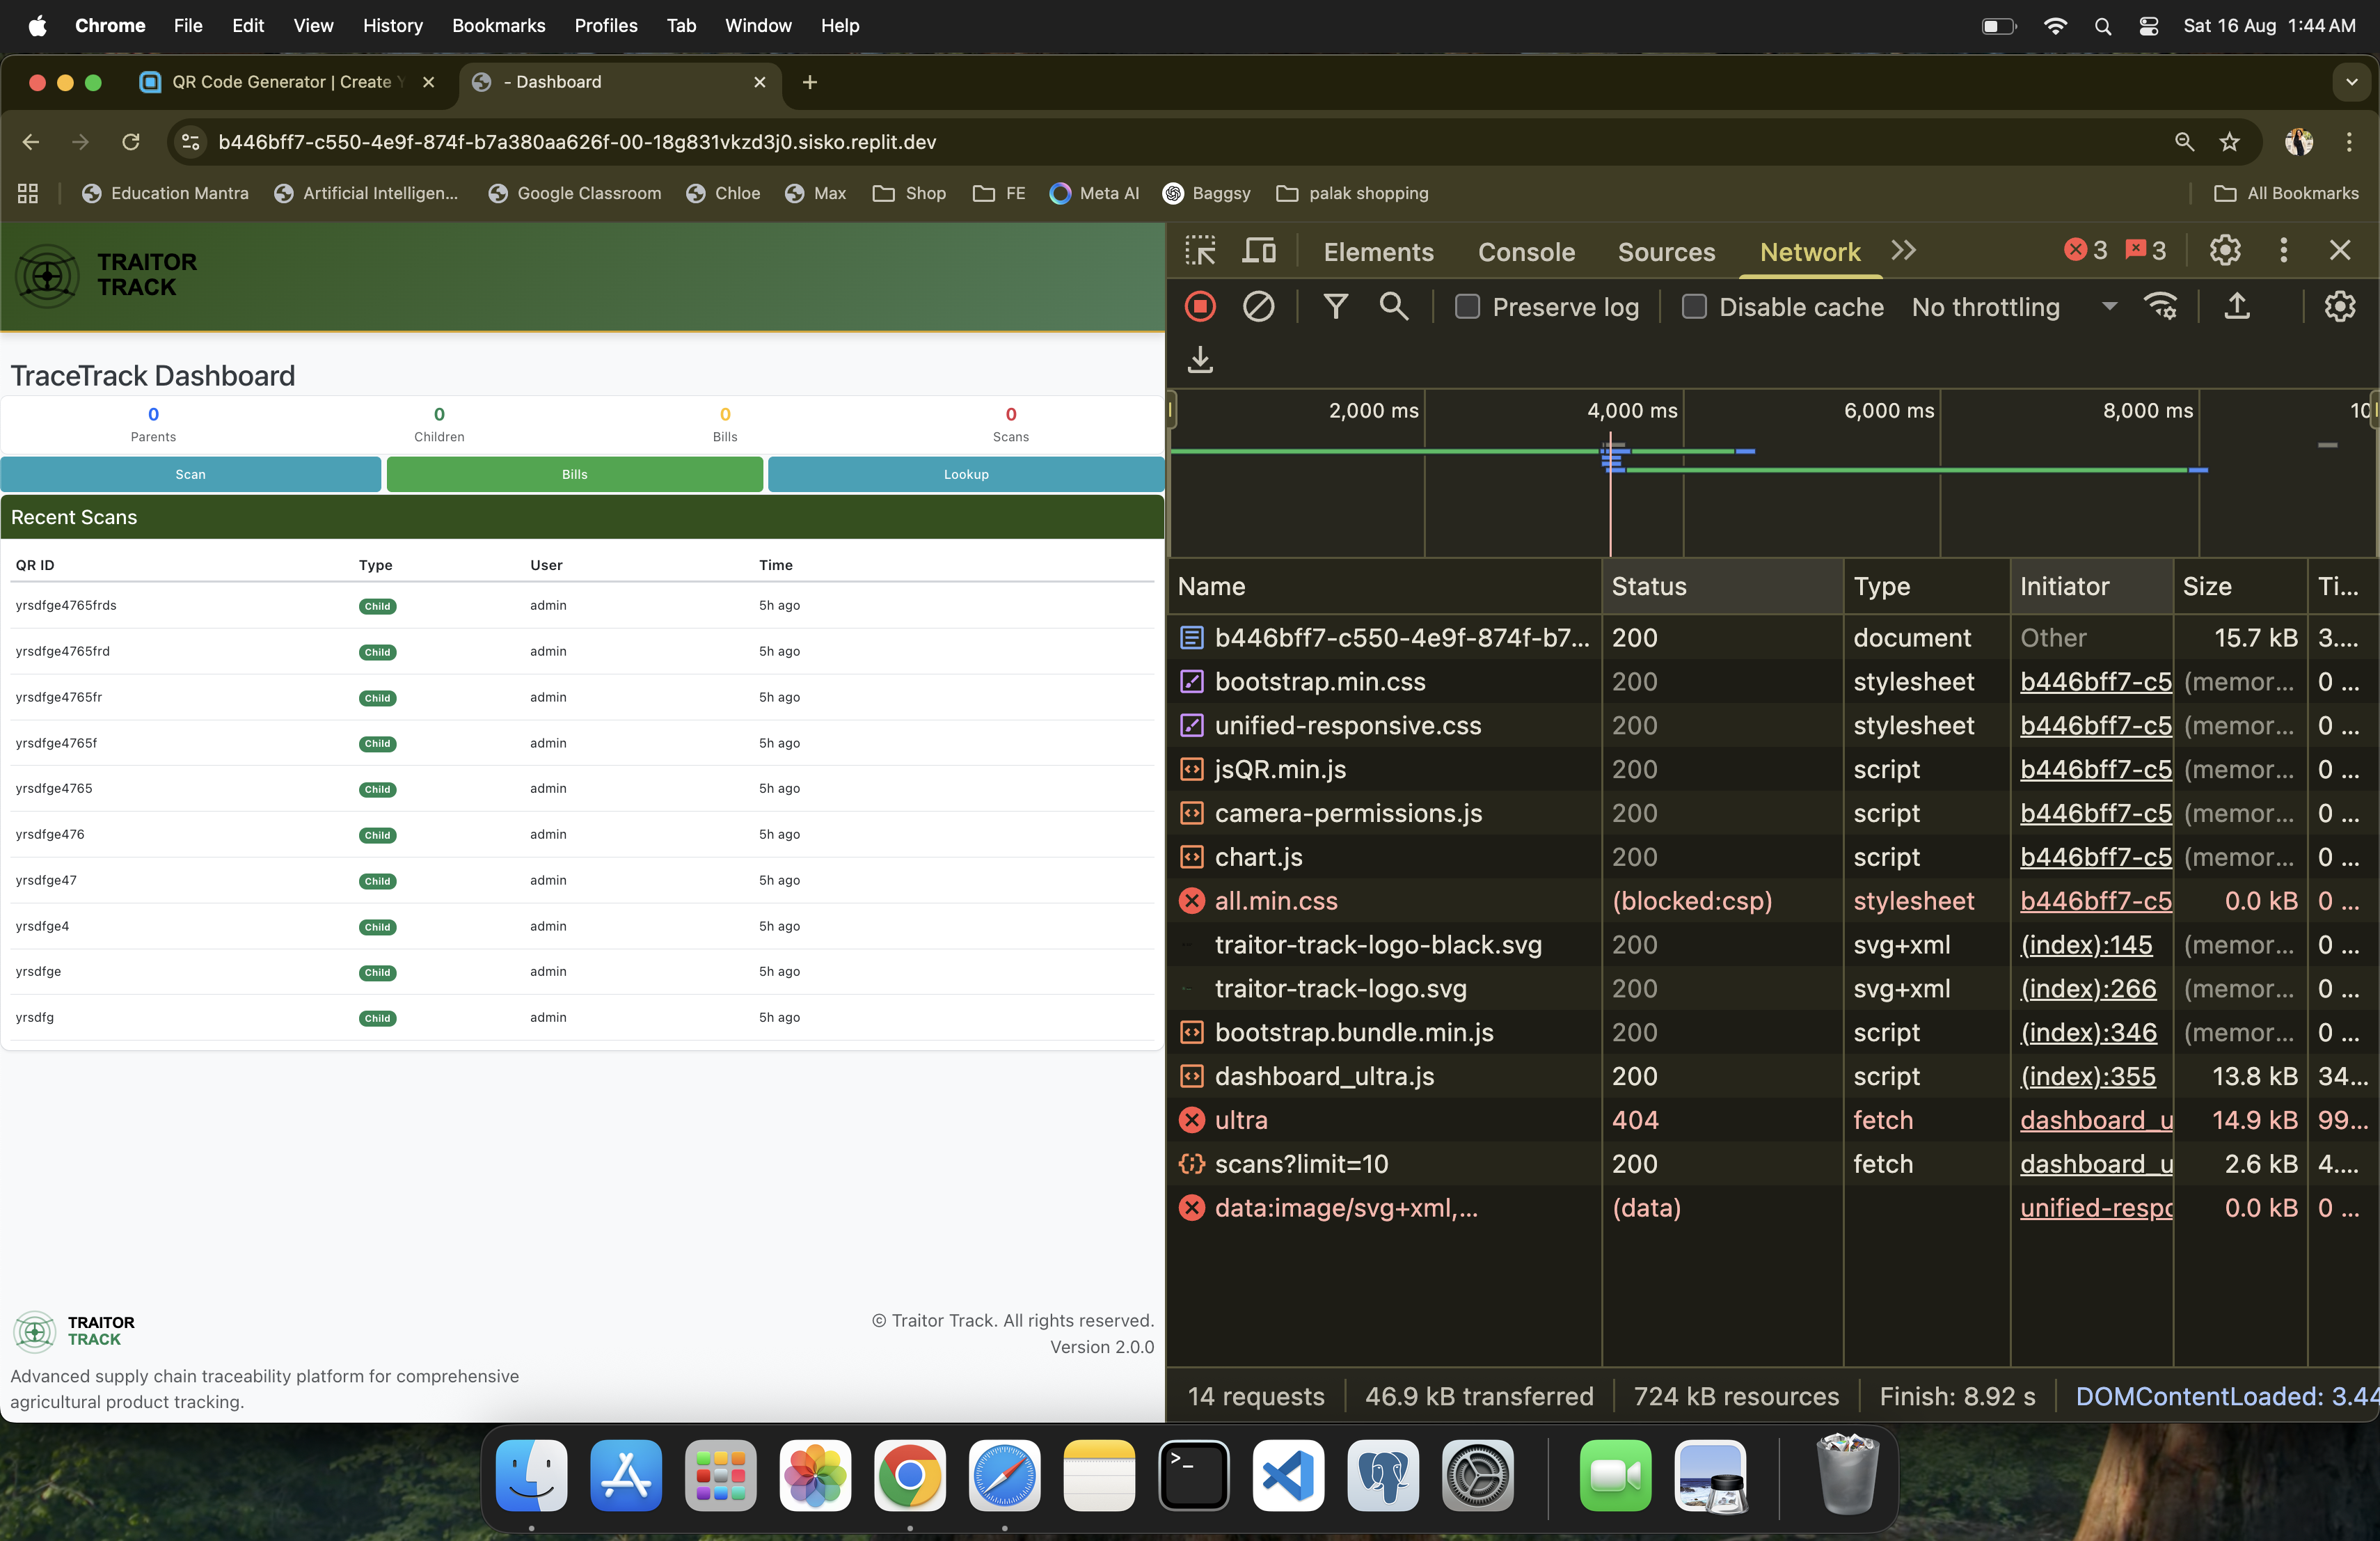 Chrome File Edit View History Bookmarks Profiles Tab Window Help Sat 16 Aug 1:44 AM
QR Code Generator | Create Y - Dashboard
b446bff7-c550-4e9f-874f-b7a380aa626f-00-18g831vkzd3j0.sisko.replit.dev
Education Mantra Artificial Intelligen... Google Classroom Chloe Max Shop FE Meta AI Baggsy palak shopping All Bookmarks
TRAITOR
TRACK
TraceTrack Dashboard
0 0 0 0
Parents Children Bills Scans
Scan Bills Lookup
Recent Scans
QR ID Type User Time
yrsdfge4765frds Child admin 5h ago
yrsdfge4765frd Child admin 5h ago
yrsdfge4765fr Child admin 5h ago
yrsdfge4765f Child admin 5h ago
yrsdfge4765 Child admin 5h ago
yrsdfge476 Child admin 5h ago
yrsdfge47 Child admin 5h ago
yrsdfge4 Child admin 5h ago
yrsdfge Child admin 5h ago
yrsdfg Child admin 5h ago
TRAITOR
TRACK
© Traitor Track. All rights reserved.
Version 2.0.0
Advanced supply chain traceability platform for comprehensive
agricultural product tracking.
Elements Console Sources Network 3 3
Preserve log Disable cache No throttling
2,000 ms 4,000 ms 6,000 ms 8,000 ms 10
Name Status Type Initiator Size Ti...
b446bff7-c550-4e9f-874f-b7... 200 document Other 15.7 kB 3....
bootstrap.min.css 200 stylesheet b446bff7-c5 (memor... 0 ...
unified-responsive.css 200 stylesheet b446bff7-c5 (memor... 0 ...
jsQR.min.js 200 script b446bff7-c5 (memor... 0 ...
camera-permissions.js 200 script b446bff7-c5 (memor... 0 ...
chart.js 200 script b446bff7-c5 (memor... 0 ...
all.min.css (blocked:csp) stylesheet b446bff7-c5 0.0 kB 0 ...
traitor-track-logo-black.svg 200 svg+xml (index):145 (memor... 0 ...
traitor-track-logo.svg 200 svg+xml (index):266 (memor... 0 ...
bootstrap.bundle.min.js 200 script (index):346 (memor... 0 ...
dashboard_ultra.js 200 script (index):355 13.8 kB 34...
ultra 404 fetch dashboard_u 14.9 kB 99...
scans?limit=10 200 fetch dashboard_u 2.6 kB 4....
data:image/svg+xml,... (data) unified-respo 0.0 kB 0 ...
14 requests 46.9 kB transferred 724 kB resources Finish: 8.92 s DOMContentLoaded: 3.44